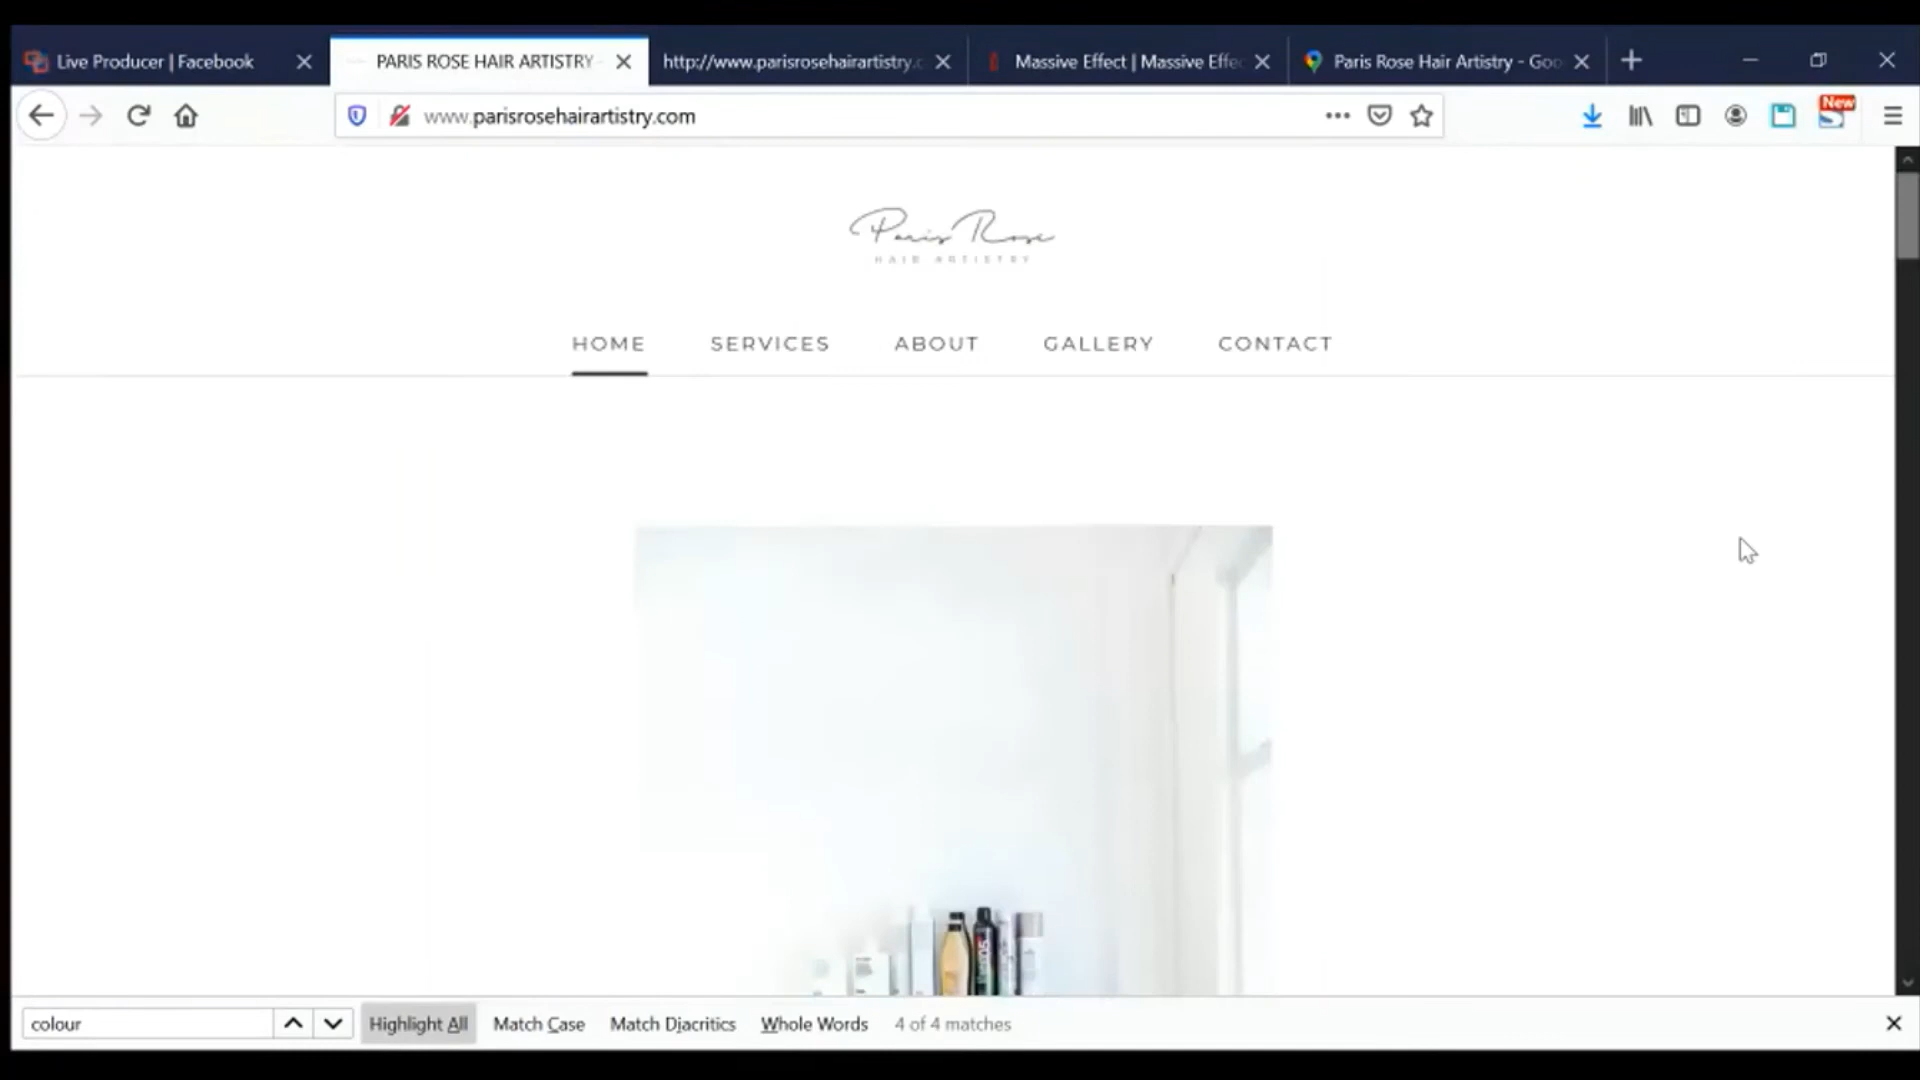 Live Producer | Facebook
PARIS ROSE HAIR ARTISTRY -
http://www.parisrosehairartistry.c
Massive Effect | Massive Effec
Paris Rose Hair Artistry - Goo
www.parisrosehairartistry.com
New
Paris Rose
HAIR ARTISTRY
HOME
SERVICES
ABOUT
GALLERY
CONTACT
colour
Highlight All
Match Case
Match Diacritics
Whole Words
4 of 4 matches